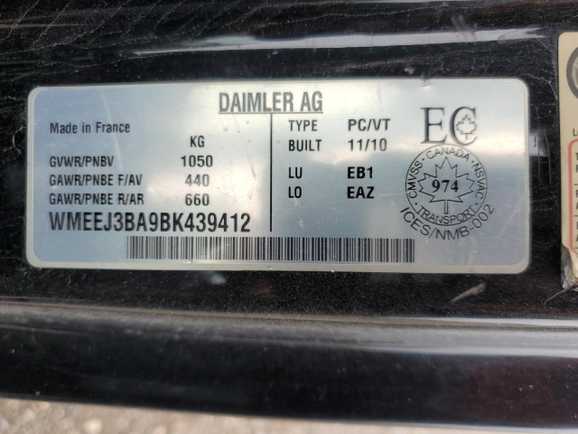 DAIMLER AG
Made in France
KG
GVWR/PNBV 1050
GAWR/PNBE F/AV 440
GAWR/PNBE R/AR 660
WMEEJ3BA9BK439412
TYPE PC/VT
BUILT 11/10
LU EB1
LO EAZ
EC
CMVSS - CANADA - NSVAC
974
TRANSPORT
ICES/NMB-002